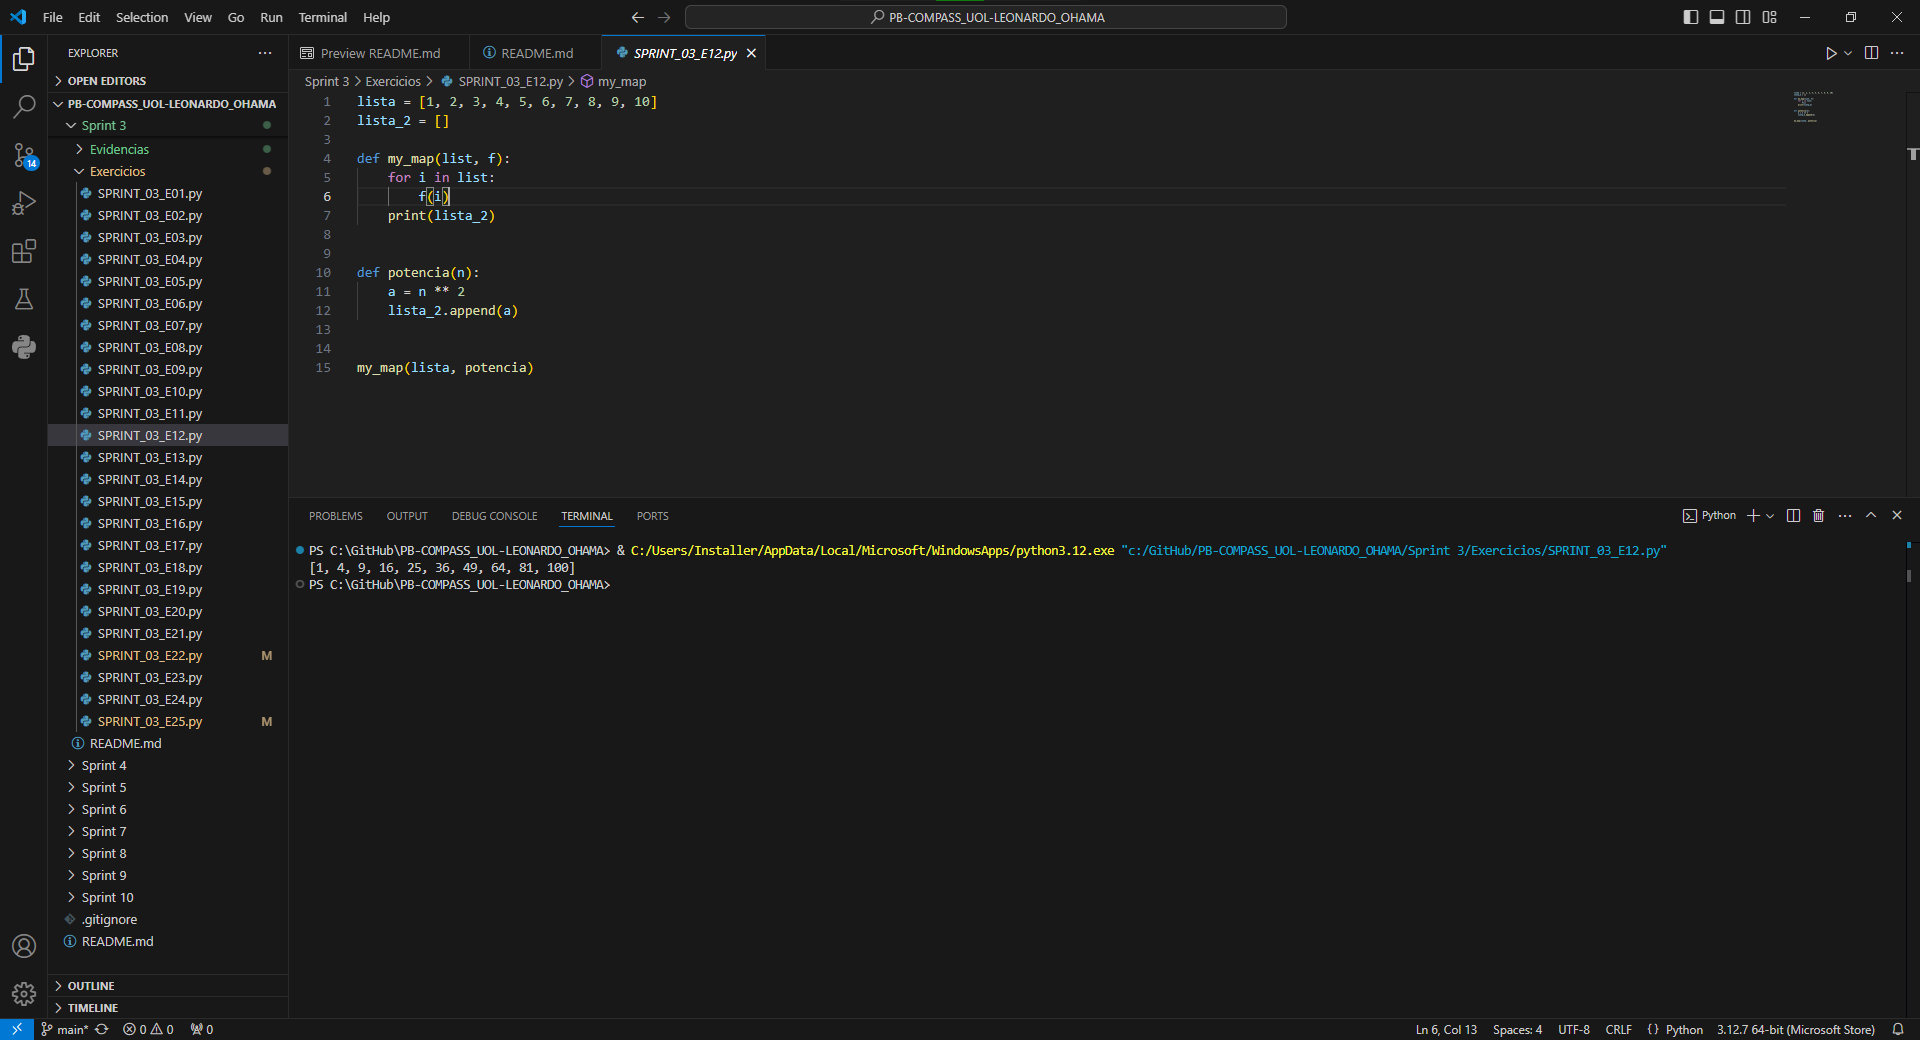 File Edit Selection View Go Run Terminal Help
PB-COMPASS_UOL-LEONARDO_OHAMA
EXPLORER
OPEN EDITORS
PB-COMPASS_UOL-LEONARDO_OHAMA
Sprint 3
Evidencias
Exercicios
SPRINT_03_E01.py
SPRINT_03_E02.py
SPRINT_03_E03.py
SPRINT_03_E04.py
SPRINT_03_E05.py
SPRINT_03_E06.py
SPRINT_03_E07.py
SPRINT_03_E08.py
SPRINT_03_E09.py
SPRINT_03_E10.py
SPRINT_03_E11.py
SPRINT_03_E12.py
SPRINT_03_E13.py
SPRINT_03_E14.py
SPRINT_03_E15.py
SPRINT_03_E16.py
SPRINT_03_E17.py
SPRINT_03_E18.py
SPRINT_03_E19.py
SPRINT_03_E20.py
SPRINT_03_E21.py
SPRINT_03_E22.py M
SPRINT_03_E23.py
SPRINT_03_E24.py
SPRINT_03_E25.py M
README.md
Sprint 4
Sprint 5
Sprint 6
Sprint 7
Sprint 8
Sprint 9
Sprint 10
.gitignore
README.md
OUTLINE
TIMELINE
14
Preview README.md README.md SPRINT_03_E12.py
Sprint 3 > Exercicios > SPRINT_03_E12.py > my_map
1 lista = [1, 2, 3, 4, 5, 6, 7, 8, 9, 10]
2 lista_2 = []
3
4 def my_map(list, f):
5 for i in list:
6 f(i)
7 print(lista_2)
8
9
10 def potencia(n):
11 a = n ** 2
12 lista_2.append(a)
13
14
15 my_map(lista, potencia)
PROBLEMS OUTPUT DEBUG CONSOLE TERMINAL PORTS
Python
PS C:\GitHub\PB-COMPASS_UOL-LEONARDO_OHAMA> & C:/Users/Installer/AppData/Local/Microsoft/WindowsApps/python3.12.exe "c:/GitHub/PB-COMPASS_UOL-LEONARDO_OHAMA/Sprint 3/Exercicios/SPRINT_03_E12.py"
[1, 4, 9, 16, 25, 36, 49, 64, 81, 100]
PS C:\GitHub\PB-COMPASS_UOL-LEONARDO_OHAMA>
main* 0 0 0
Ln 6, Col 13 Spaces: 4 UTF-8 CRLF {} Python 3.12.7 64-bit (Microsoft Store)